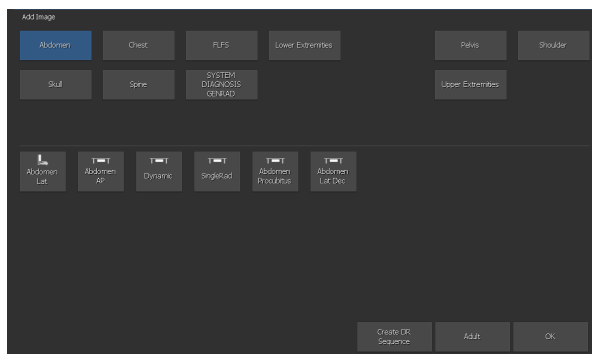 Add Image
Abdomen
Chest
FLFS
Lower Extremities
Pelvis
Shoulder
Skull
Spine
SYSTEM
DIAGNOSIS
GENRAD
Upper Extremities
Abdomen
Lat
Abdomen
AP
Dynamic
SingleRad
Abdomen
Procubitus
Abdomen
Lat Dec
Create DR
Sequence
Adult
OK